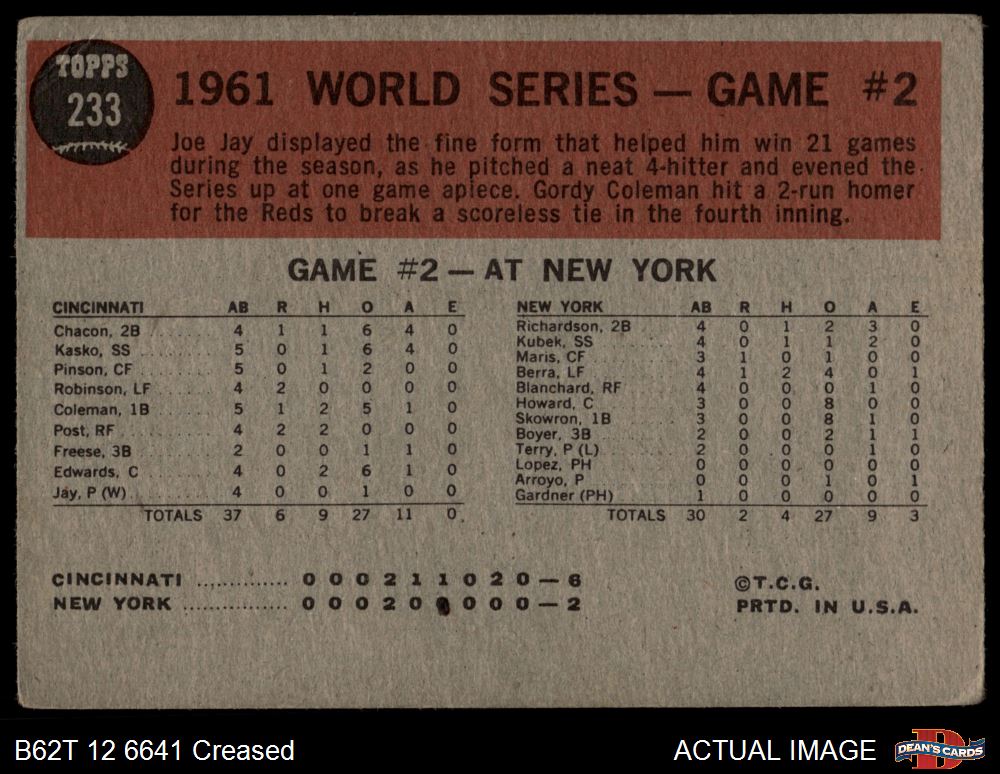 TOPPS
233
1961 WORLD SERIES — GAME #2
Joe Jay displayed the fine form that helped him win 21 games
during the season, as he pitched a neat 4-hitter and evened the
Series up at one game apiece. Gordy Coleman hit a 2-run homer
for the Reds to break a scoreless tie in the fourth inning.
GAME #2 — AT NEW YORK
CINCINNATI AB R H O A E
Chacon, 2B 4 1 1 6 4 0
Kasko, SS 5 0 1 6 4 0
Pinson, CF 5 0 1 2 0 0
Robinson, LF 4 2 0 0 0 0
Coleman, 1B 5 1 2 5 1 0
Post, RF 4 2 2 0 0 0
Freese, 3B 2 0 0 1 1 0
Edwards, C 4 0 2 6 1 0
Jay, P (W) 4 0 0 1 0 0
TOTALS 37 6 9 27 11 0
NEW YORK AB R H O A E
Richardson, 2B 4 0 1 2 3 0
Kubek, SS 4 0 1 1 2 0
Maris, CF 3 1 0 1 0 0
Berra, LF 4 1 2 4 0 1
Blanchard, RF 4 0 0 0 1 0
Howard, C 3 0 0 8 0 0
Skowron, 1B 3 0 0 8 1 0
Boyer, 3B 2 0 0 2 1 1
Terry, P (L) 2 0 0 0 1 0
Lopez, PH 0 0 0 0 0 0
Arroyo, P 0 0 0 1 0 1
Gardner (PH) 1 0 0 0 0 0
TOTALS 30 2 4 27 9 3
CINCINNATI ............. 0 0 0 2 1 1 0 2 0 — 6
NEW YORK ............... 0 0 0 2 0 0 0 0 — 2
©T.C.G.
PRTD. IN U.S.A.
B62T 12 6641 Creased
ACTUAL IMAGE
DEAN'S CARDS